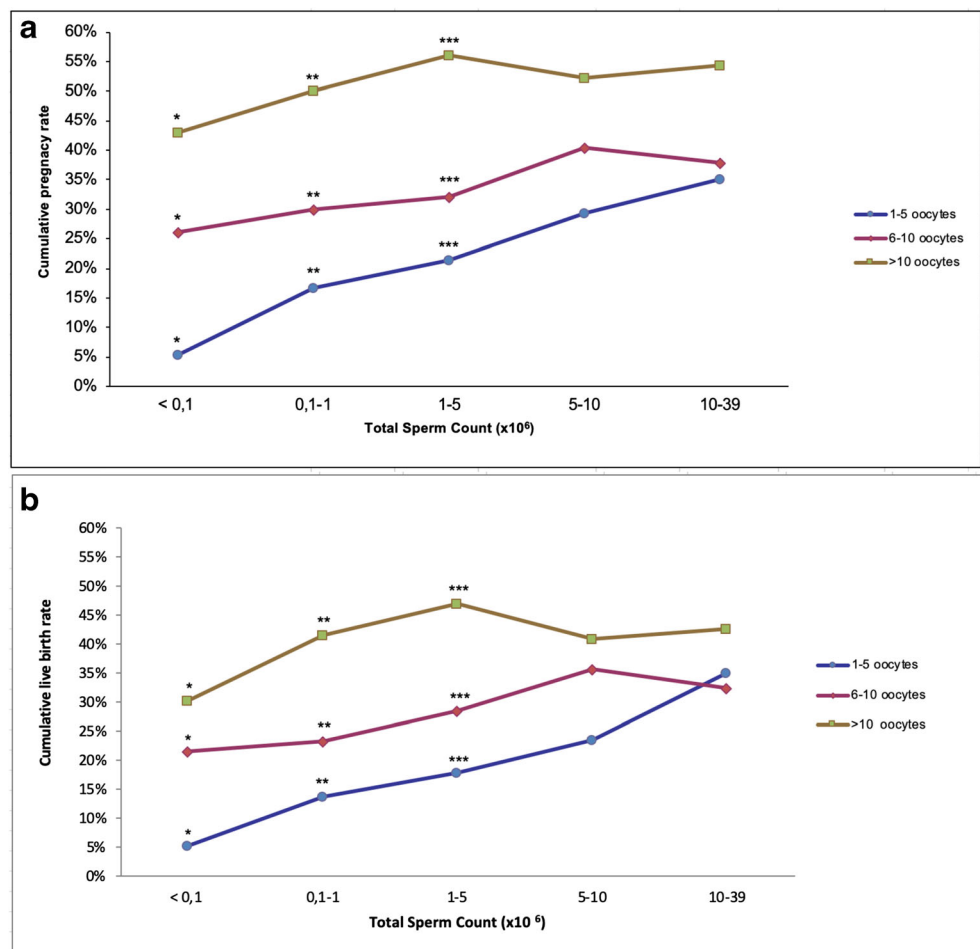 a
Cumulative pregnacy rate
60%
55%
50%
45%
40%
35%
30%
25%
20%
15%
10%
5%
0%
* ** ***
* ** ***
* ** ***
< 0,1 0,1-1 1-5 5-10 10-39
Total Sperm Count (x10⁶)
1-5 oocytes
6-10 oocytes
>10 oocytes
b
Cumulative live birth rate
60%
55%
50%
45%
40%
35%
30%
25%
20%
15%
10%
5%
0%
* ** ***
* ** ***
* ** ***
< 0,1 0,1-1 1-5 5-10 10-39
Total Sperm Count (x10 ⁶)
1-5 oocytes
6-10 oocytes
>10 oocytes